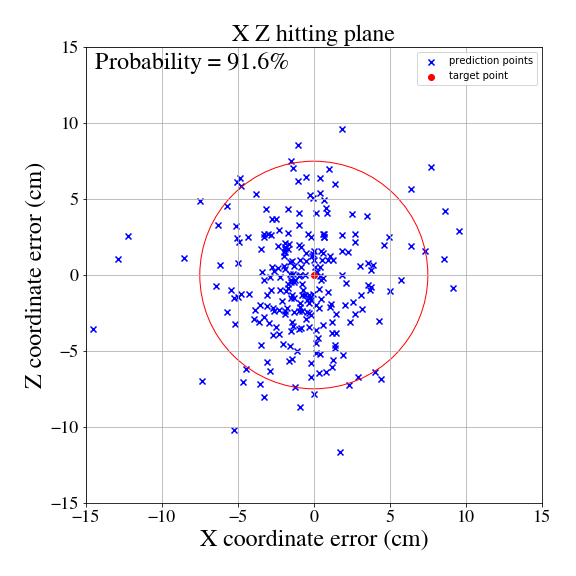 X Z hitting plane
Probability = 91.6%
prediction points
target point
15
10
5
0
−5
−10
−15
Z coordinate error (cm)
−15
−10
−5
0
5
10
15
X coordinate error (cm)